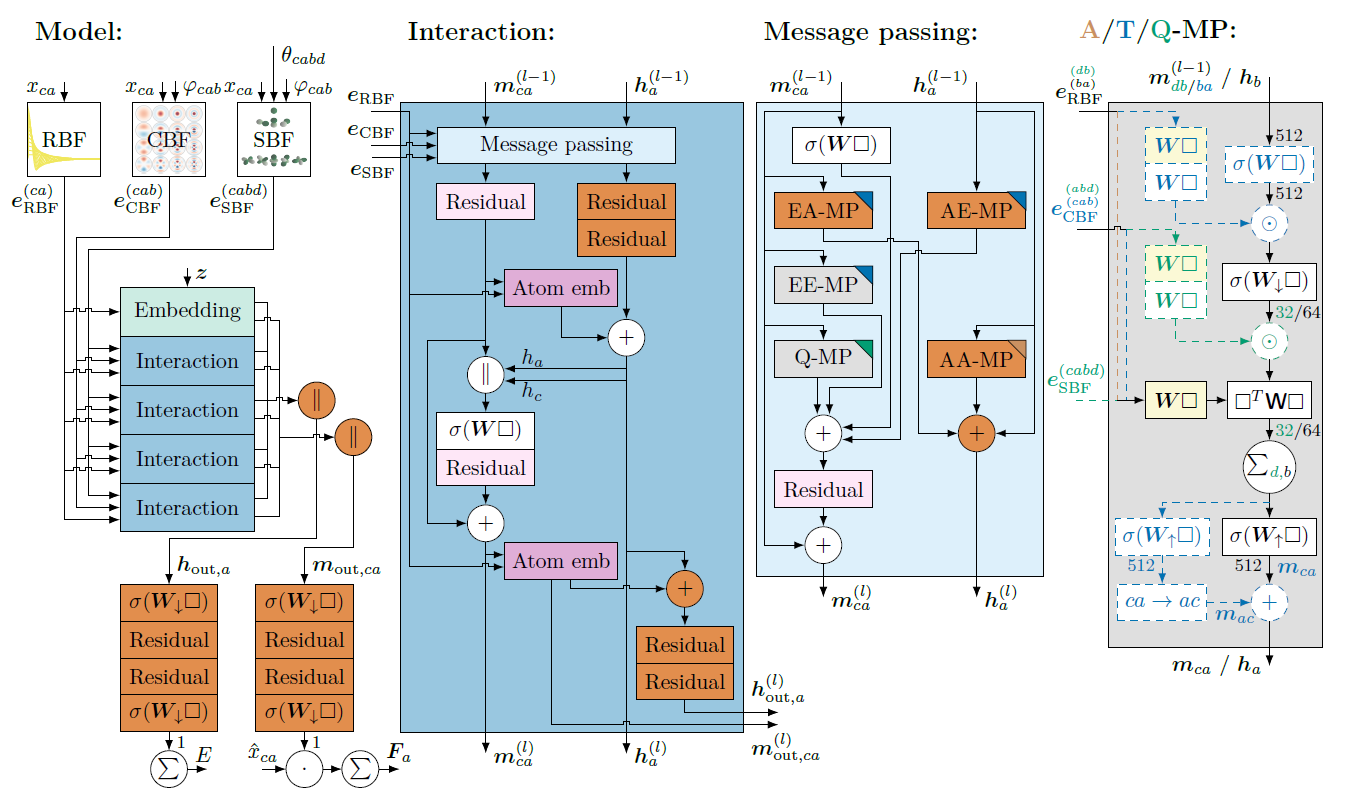 Model:
θ_cabd
x_ca
x_ca φ_cab
x_ca φ_cab
RBF
CBF
SBF
e_RBF^(ca)
e_CBF^(cab)
e_SBF^(cabd)
z
Embedding
Interaction
Interaction
Interaction
Interaction
||
||
h_out,a
m_out,ca
σ(W↓□)
Residual
Residual
σ(W↓□)
σ(W↓□)
Residual
Residual
σ(W↓□)
1
∑
E
x̂_ca
1
·
∑
F_a
Interaction:
m_ca^(l−1)
h_a^(l−1)
e_RBF
e_CBF
e_SBF
Message passing
Residual
Residual
Residual
Atom emb
+
||
h_a
h_c
σ(W□)
Residual
+
Atom emb
+
Residual
Residual
h_out,a^(l)
m_out,ca^(l)
m_ca^(l)
h_a^(l)
Message passing:
m_ca^(l−1)
h_a^(l−1)
σ(W□)
EA-MP
AE-MP
EE-MP
Q-MP
AA-MP
+
+
Residual
+
m_ca^(l)
h_a^(l)
A/T/Q-MP:
m_db/ba^(l−1) / h_b
e_RBF^(db)(ba)
512
W□
W□
σ(W□)
512
e_CBF^(abd)(cab)
⊙
W□
W□
σ(W↓□)
32/64
⊙
e_SBF^(cabd)
W□
□^T W□
32/64
∑_d,b
σ(W↑□)
σ(W↑□)
512
512
m_ca
ca → ac
m_ac
+
m_ca / h_a